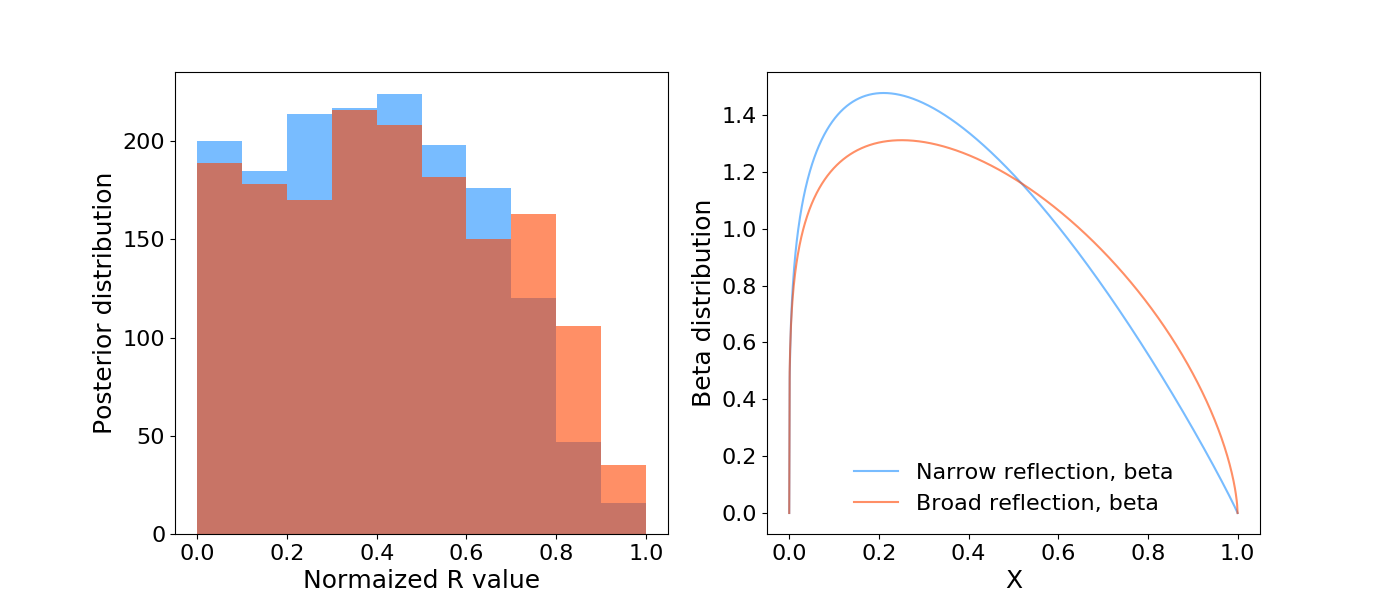 Posterior distribution
200
150
100
50
0
0.0 0.2 0.4 0.6 0.8 1.0
Normaized R value
Beta distribution
1.4
1.2
1.0
0.8
0.6
0.4
0.2
0.0
Narrow reflection, beta
Broad reflection, beta
0.0 0.2 0.4 0.6 0.8 1.0
X